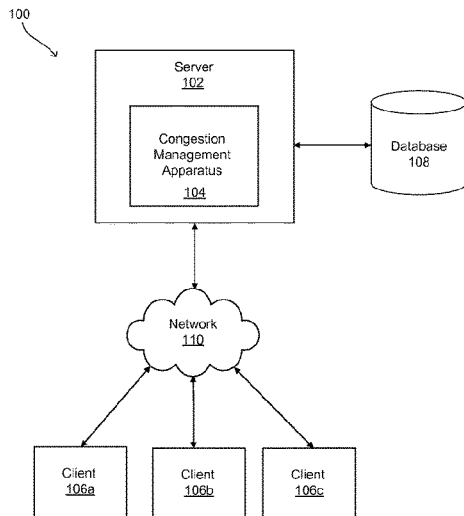 100
Server
102
Congestion
Management
Apparatus
104
Database
108
Network
110
Client
106a
Client
106b
Client
106c